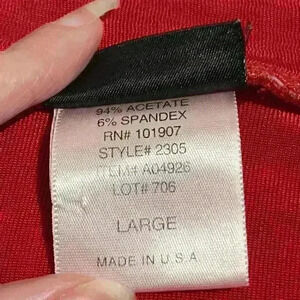 94% ACETATE
6% SPANDEX
RN# 101907
STYLE# 2305
ITEM# A04926
LOT# 706
LARGE
MADE IN U.S.A